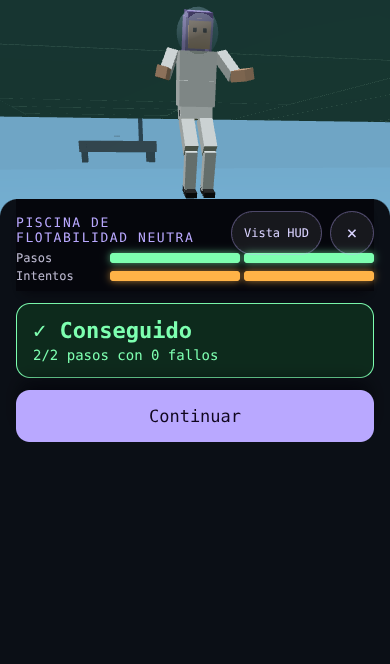 PISCINA DE
FLOTABILIDAD NEUTRA
Vista HUD
×
Pasos
Intentos
✓ Conseguido
2/2 pasos con 0 fallos
Continuar